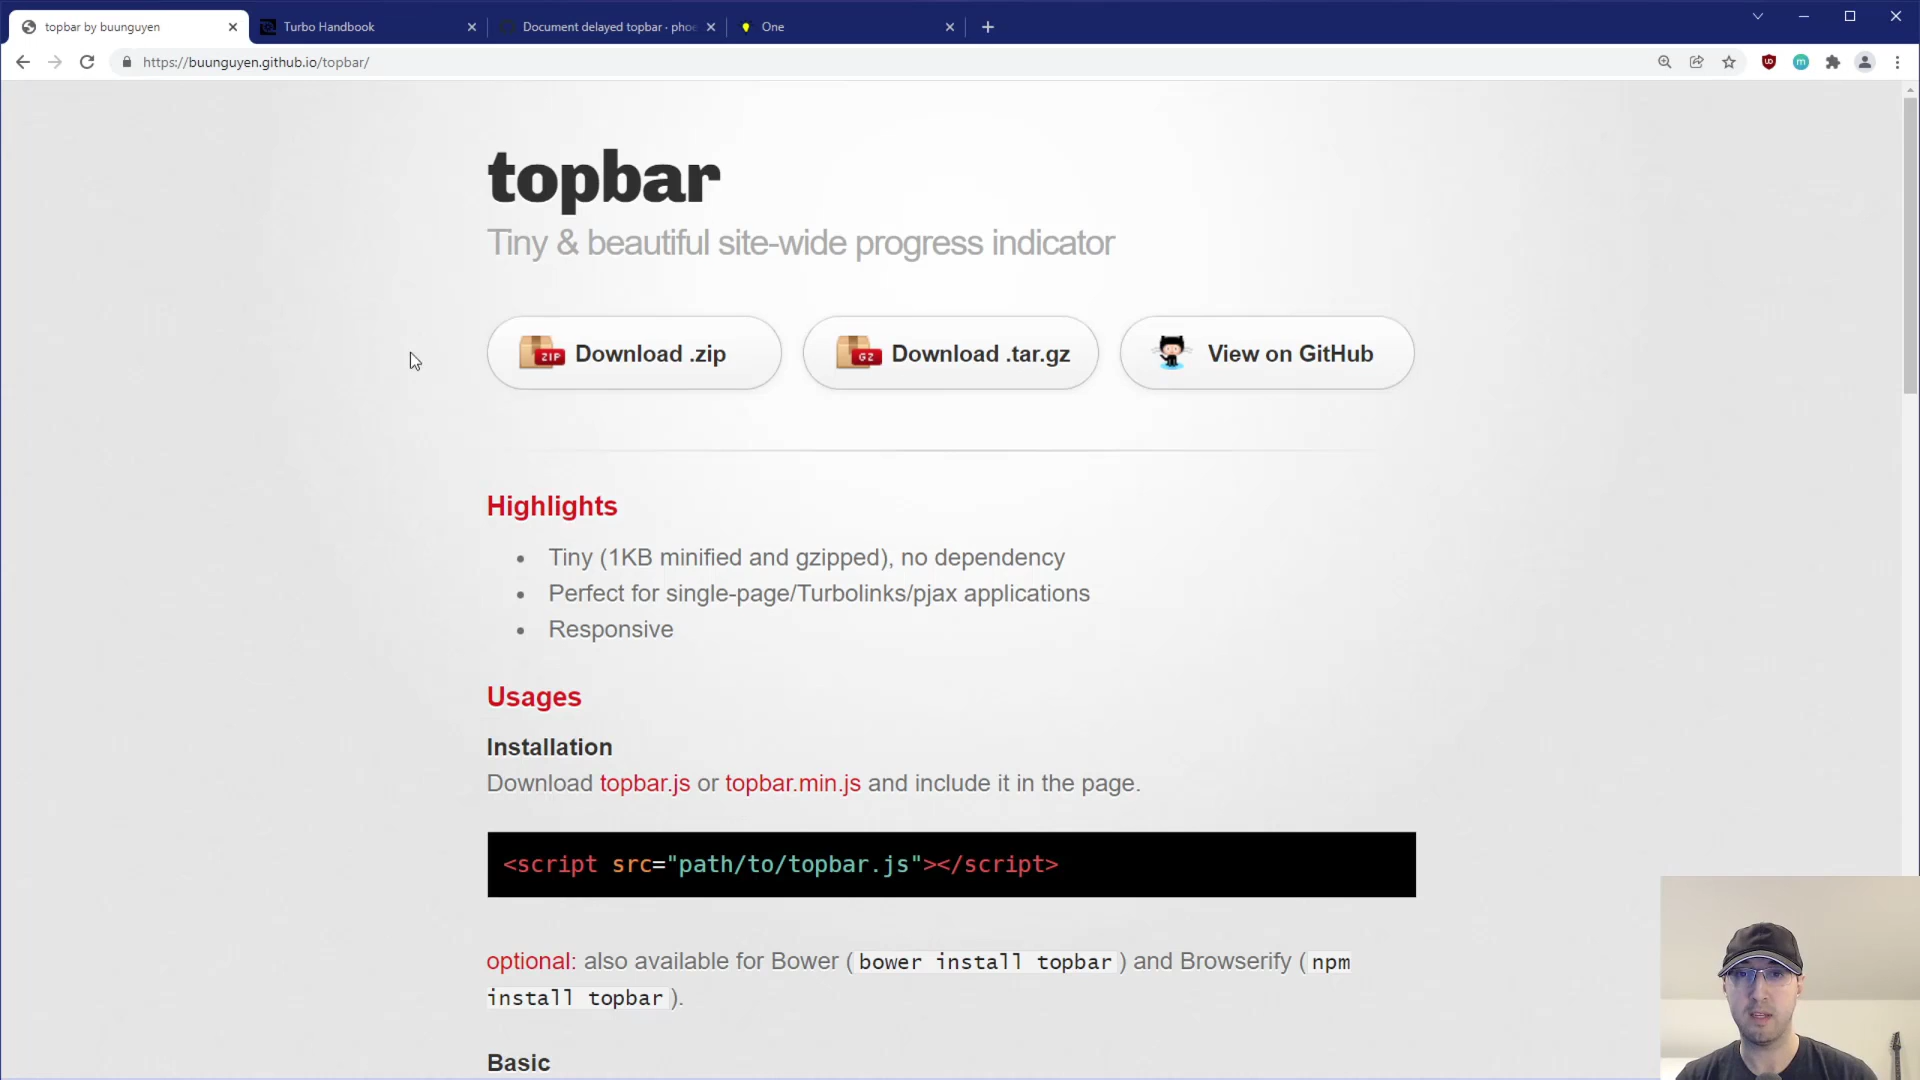 topbar by buunguyen
Turbo Handbook
Document delayed topbar · phoe
One
https://buunguyen.github.io/topbar/
topbar
Tiny & beautiful site-wide progress indicator
ZIP Download .zip
GZ Download .tar.gz
View on GitHub
Highlights
Tiny (1KB minified and gzipped), no dependency
Perfect for single-page/Turbolinks/pjax applications
Responsive
Usages
Installation
Download topbar.js or topbar.min.js and include it in the page.
<script src="path/to/topbar.js"></script>
optional: also available for Bower ( bower install topbar ) and Browserify ( npm
install topbar ).
Basic